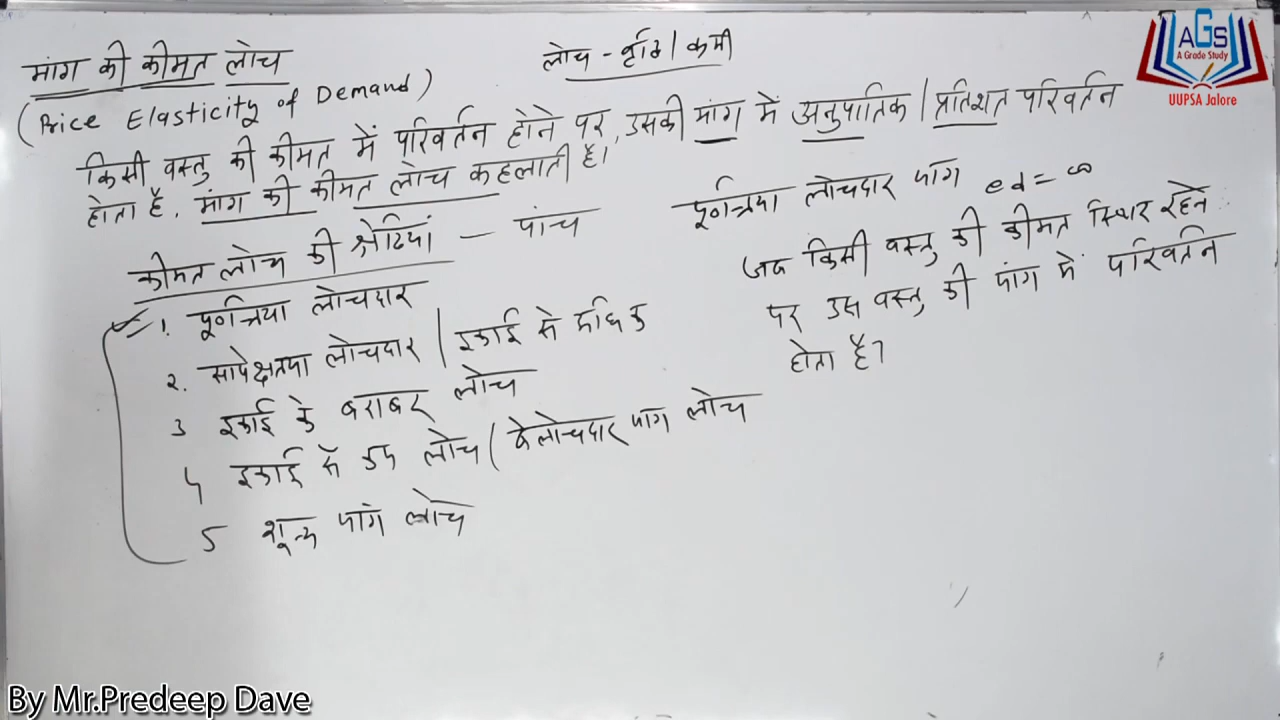 मांग की कीमत लोच
(Price Elasticity of Demand)
लोच - वृद्धि / कमी
किसी वस्तु की कीमत में परिवर्तन होने पर, उसकी मांग में अनुपातिक / प्रतिशत परिवर्तन
होता है, मांग की कीमत लोच कहलाती है।
कीमत लोच की श्रेणियां - पांच
1. पूर्णतया लोचदार
2. सापेक्षतया लोचदार / इकाई से अधिक
3 इकाई के बराबर लोच
4 इकाई से कम लोच / बेलोचदार मांग लोच
5 शून्य मांग लोच
पूर्णतया लोचदार मांग ed = ∞
जब किसी वस्तु की कीमत स्थिर रहने
पर उस वस्तु की मांग में परिवर्तन
होता है।
AGS
A Grade Study
UUPSA Jalore
By Mr.Predeep Dave